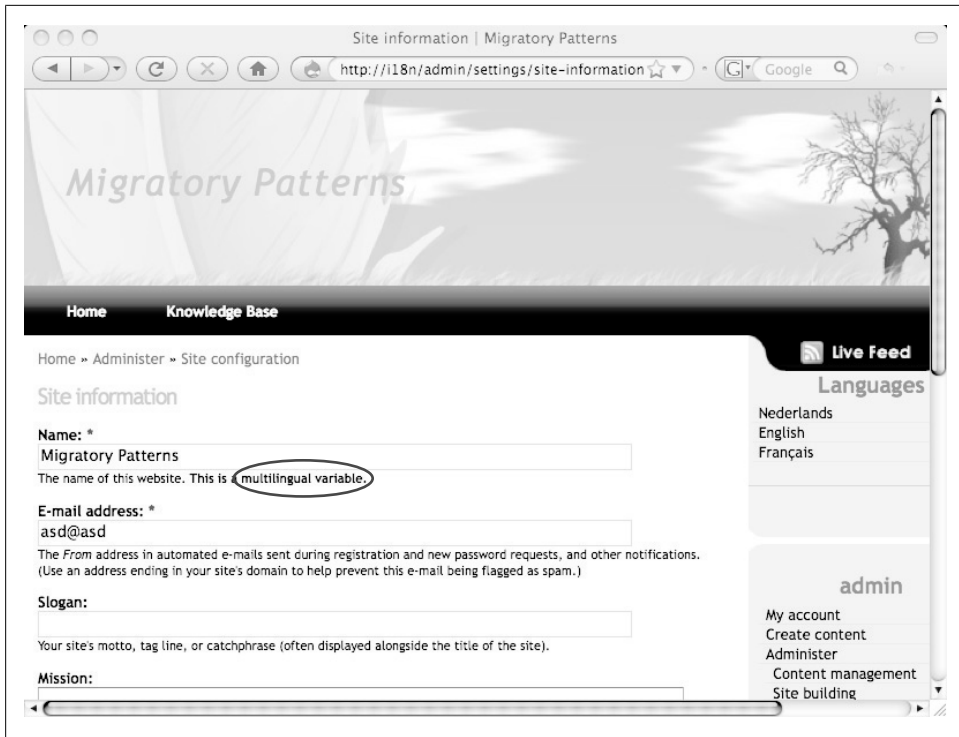 Site information | Migratory Patterns
http://i18n/admin/settings/site-information
G
Google
Migratory Patterns
Home
Knowledge Base
Home » Administer » Site configuration
Site information
Name: *
Migratory Patterns
The name of this website. This is a multilingual variable.
E-mail address: *
asd@asd
The From address in automated e-mails sent during registration and new password requests, and other notifications.
(Use an address ending in your site's domain to help prevent this e-mail being flagged as spam.)
Slogan:
Your site's motto, tag line, or catchphrase (often displayed alongside the title of the site).
Mission:
Live Feed
Languages
Nederlands
English
Français
admin
My account
Create content
Administer
Content management
Site building